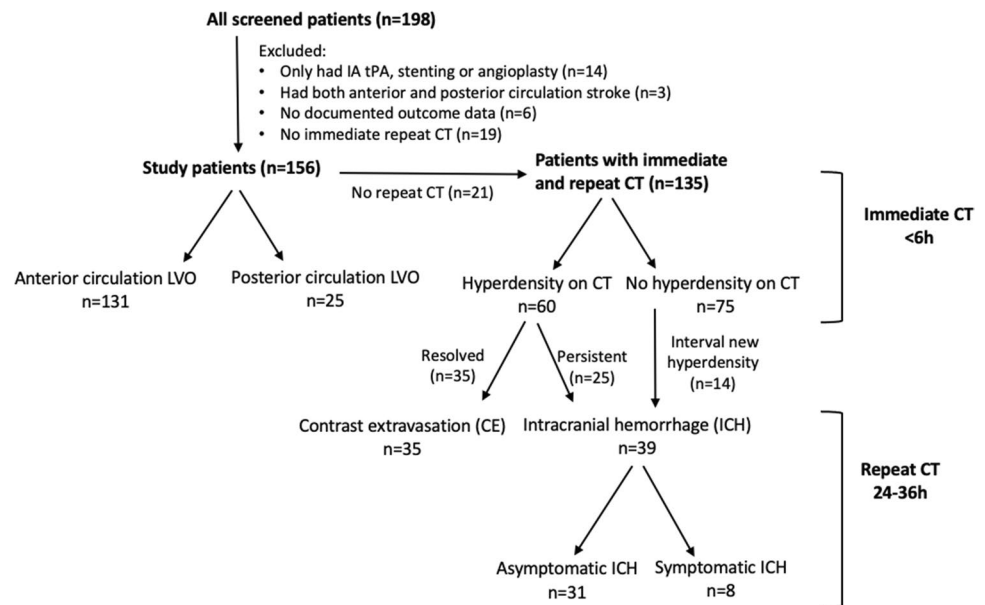 All screened patients (n=198)
Excluded:
• Only had IA tPA, stenting or angioplasty (n=14)
• Had both anterior and posterior circulation stroke (n=3)
• No documented outcome data (n=6)
• No immediate repeat CT (n=19)
Study patients (n=156)
No repeat CT (n=21)
Patients with immediate
and repeat CT (n=135)
Immediate CT
<6h
Anterior circulation LVO
n=131
Posterior circulation LVO
n=25
Hyperdensity on CT
n=60
No hyperdensity on CT
n=75
Resolved
(n=35)
Persistent
(n=25)
Interval new
hyperdensity
(n=14)
Contrast extravasation (CE)
n=35
Intracranial hemorrhage (ICH)
n=39
Repeat CT
24-36h
Asymptomatic ICH
n=31
Symptomatic ICH
n=8